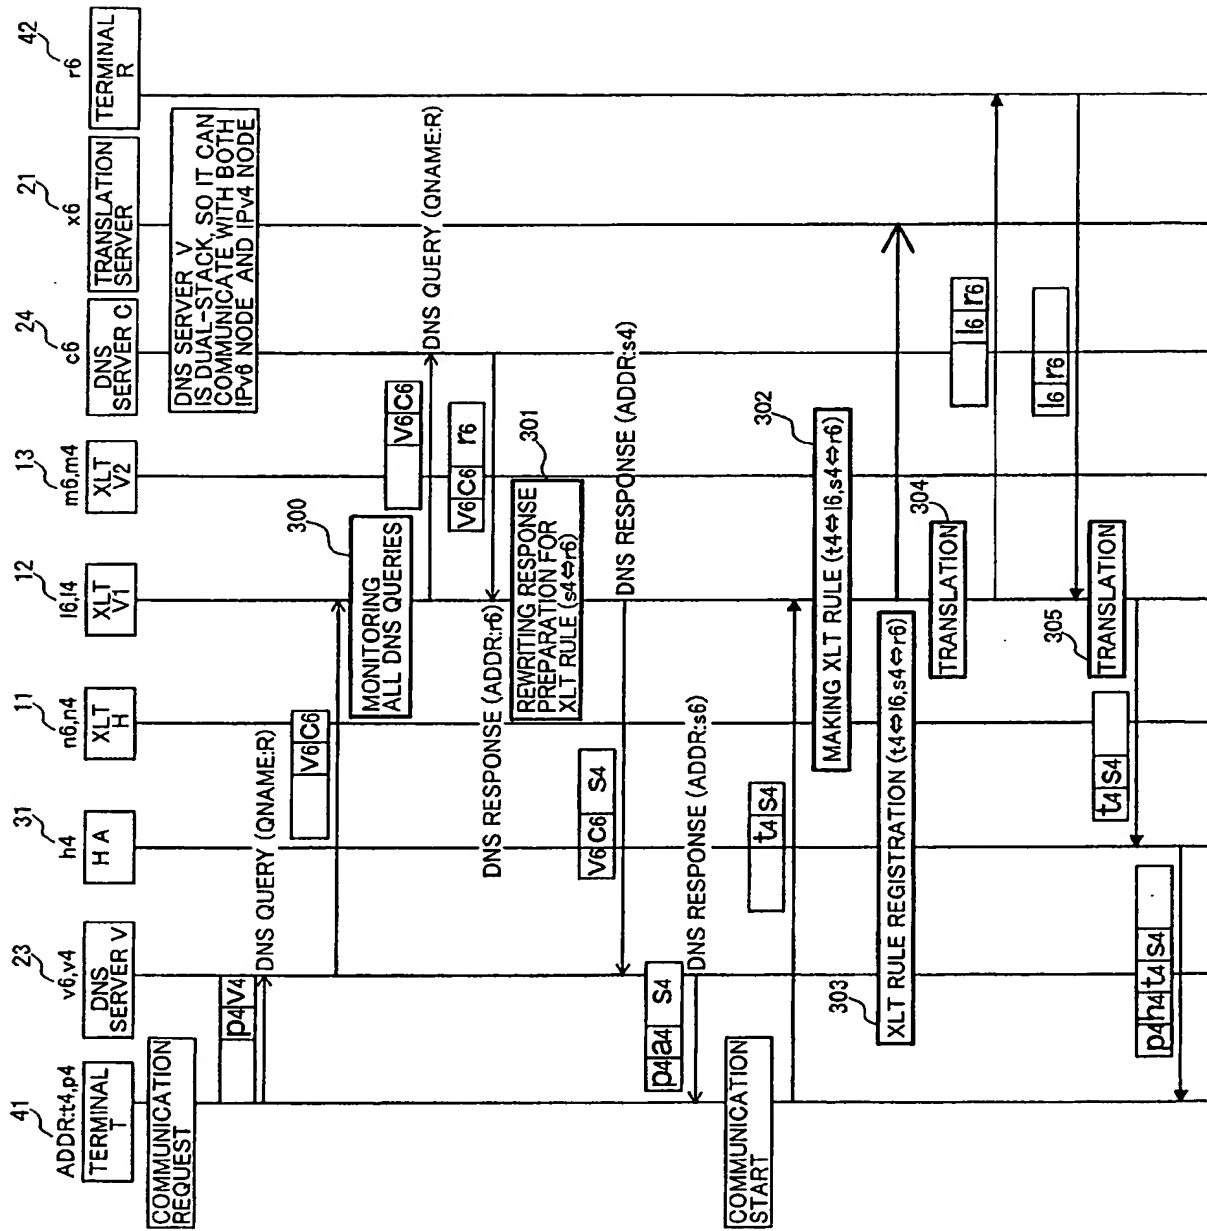 41
ADDR:t4,p4
TERMINAL
T
23
v6,v4
DNS
SERVER V
31
h4
H A
11
n6,n4
XLT
H
12
l6,l4
XLT
V1
13
m6,m4
XLT
V2
24
c6
DNS
SERVER C
21
x6
TRANSLATION
SERVER
42
r6
TERMINAL
R
COMMUNICATION
REQUEST
DNS SERVER V
IS DUAL-STACK, SO IT CAN
COMMUNICATE WITH BOTH
IPv6 NODE AND IPv4 NODE
p4 v4
DNS QUERY (QNAME:R)
V6 C6
300
MONITORING
ALL DNS QUERIES
V6 C6
DNS QUERY (QNAME:R)
V6 C6 r6
DNS RESPONSE (ADDR:r6)
301
REWRITING RESPONSE
PREPARATION FOR
XLT RULE (s4⇔r6)
V6 C6 S4
DNS RESPONSE (ADDR:s4)
p4 a4 S4
DNS RESPONSE (ADDR:s6)
COMMUNICATION
START
t4 S4
302
MAKING XLT RULE (t4⇔l6,s4⇔r6)
303
XLT RULE REGISTRATION (t4⇔l6,s4⇔r6)
304
TRANSLATION
l6 r6
l6 r6
305
TRANSLATION
t4 S4
p4 h4 t4 S4